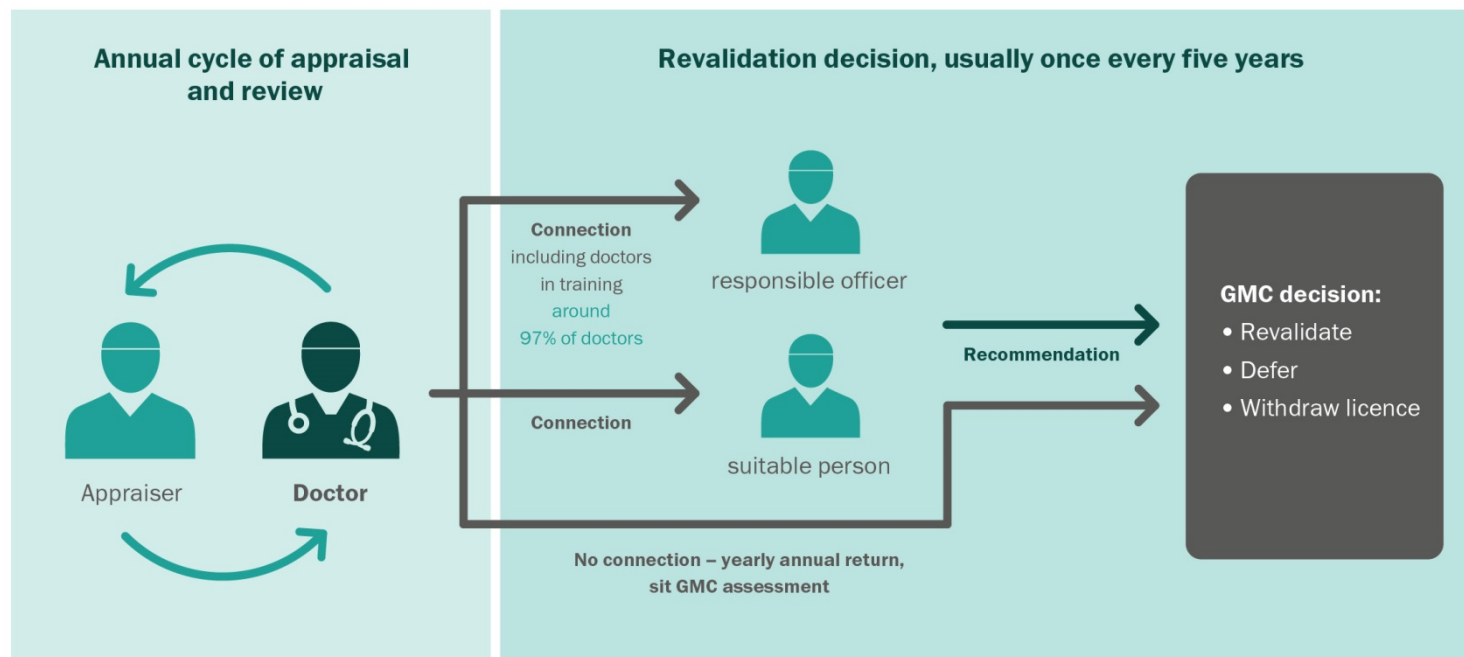 Annual cycle of appraisal
and review
Appraiser
Doctor
Revalidation decision, usually once every five years
Connection
including doctors
in training
around
97% of doctors
responsible officer
Connection
suitable person
Recommendation
No connection – yearly annual return,
sit GMC assessment
GMC decision:
• Revalidate
• Defer
• Withdraw licence